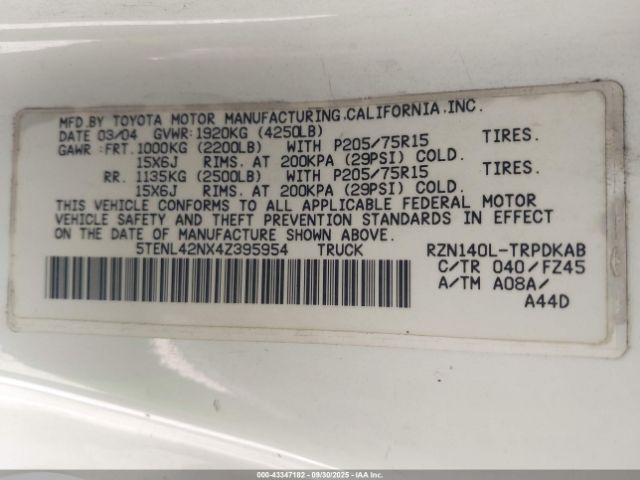 MFD.BY TOYOTA MOTOR MANUFACTURING,CALIFORNIA,INC.
DATE 03/04 GVWR:1920KG (4250LB)
GAWR :FRT.1000KG (2200LB) WITH P205/75R15 TIRES.
15X6J RIMS. AT 200KPA (29PSI) COLD.
RR. 1135KG (2500LB) WITH P205/75R15 TIRES.
15X6J RIMS. AT 200KPA (29PSI) COLD.
THIS VEHICLE CONFORMS TO ALL APPLICABLE FEDERAL MOTOR
VEHICLE SAFETY AND THEFT PREVENTION STANDARDS IN EFFECT
ON THE DATE OF MANUFACTURE SHOWN ABOVE.
5TENL42NX4Z395954 TRUCK RZN140L-TRPDKAB
C/TR 040/FZ45
A/TM A08A/
A44D
000-43347182 - 09/30/2025 - IAA Inc.